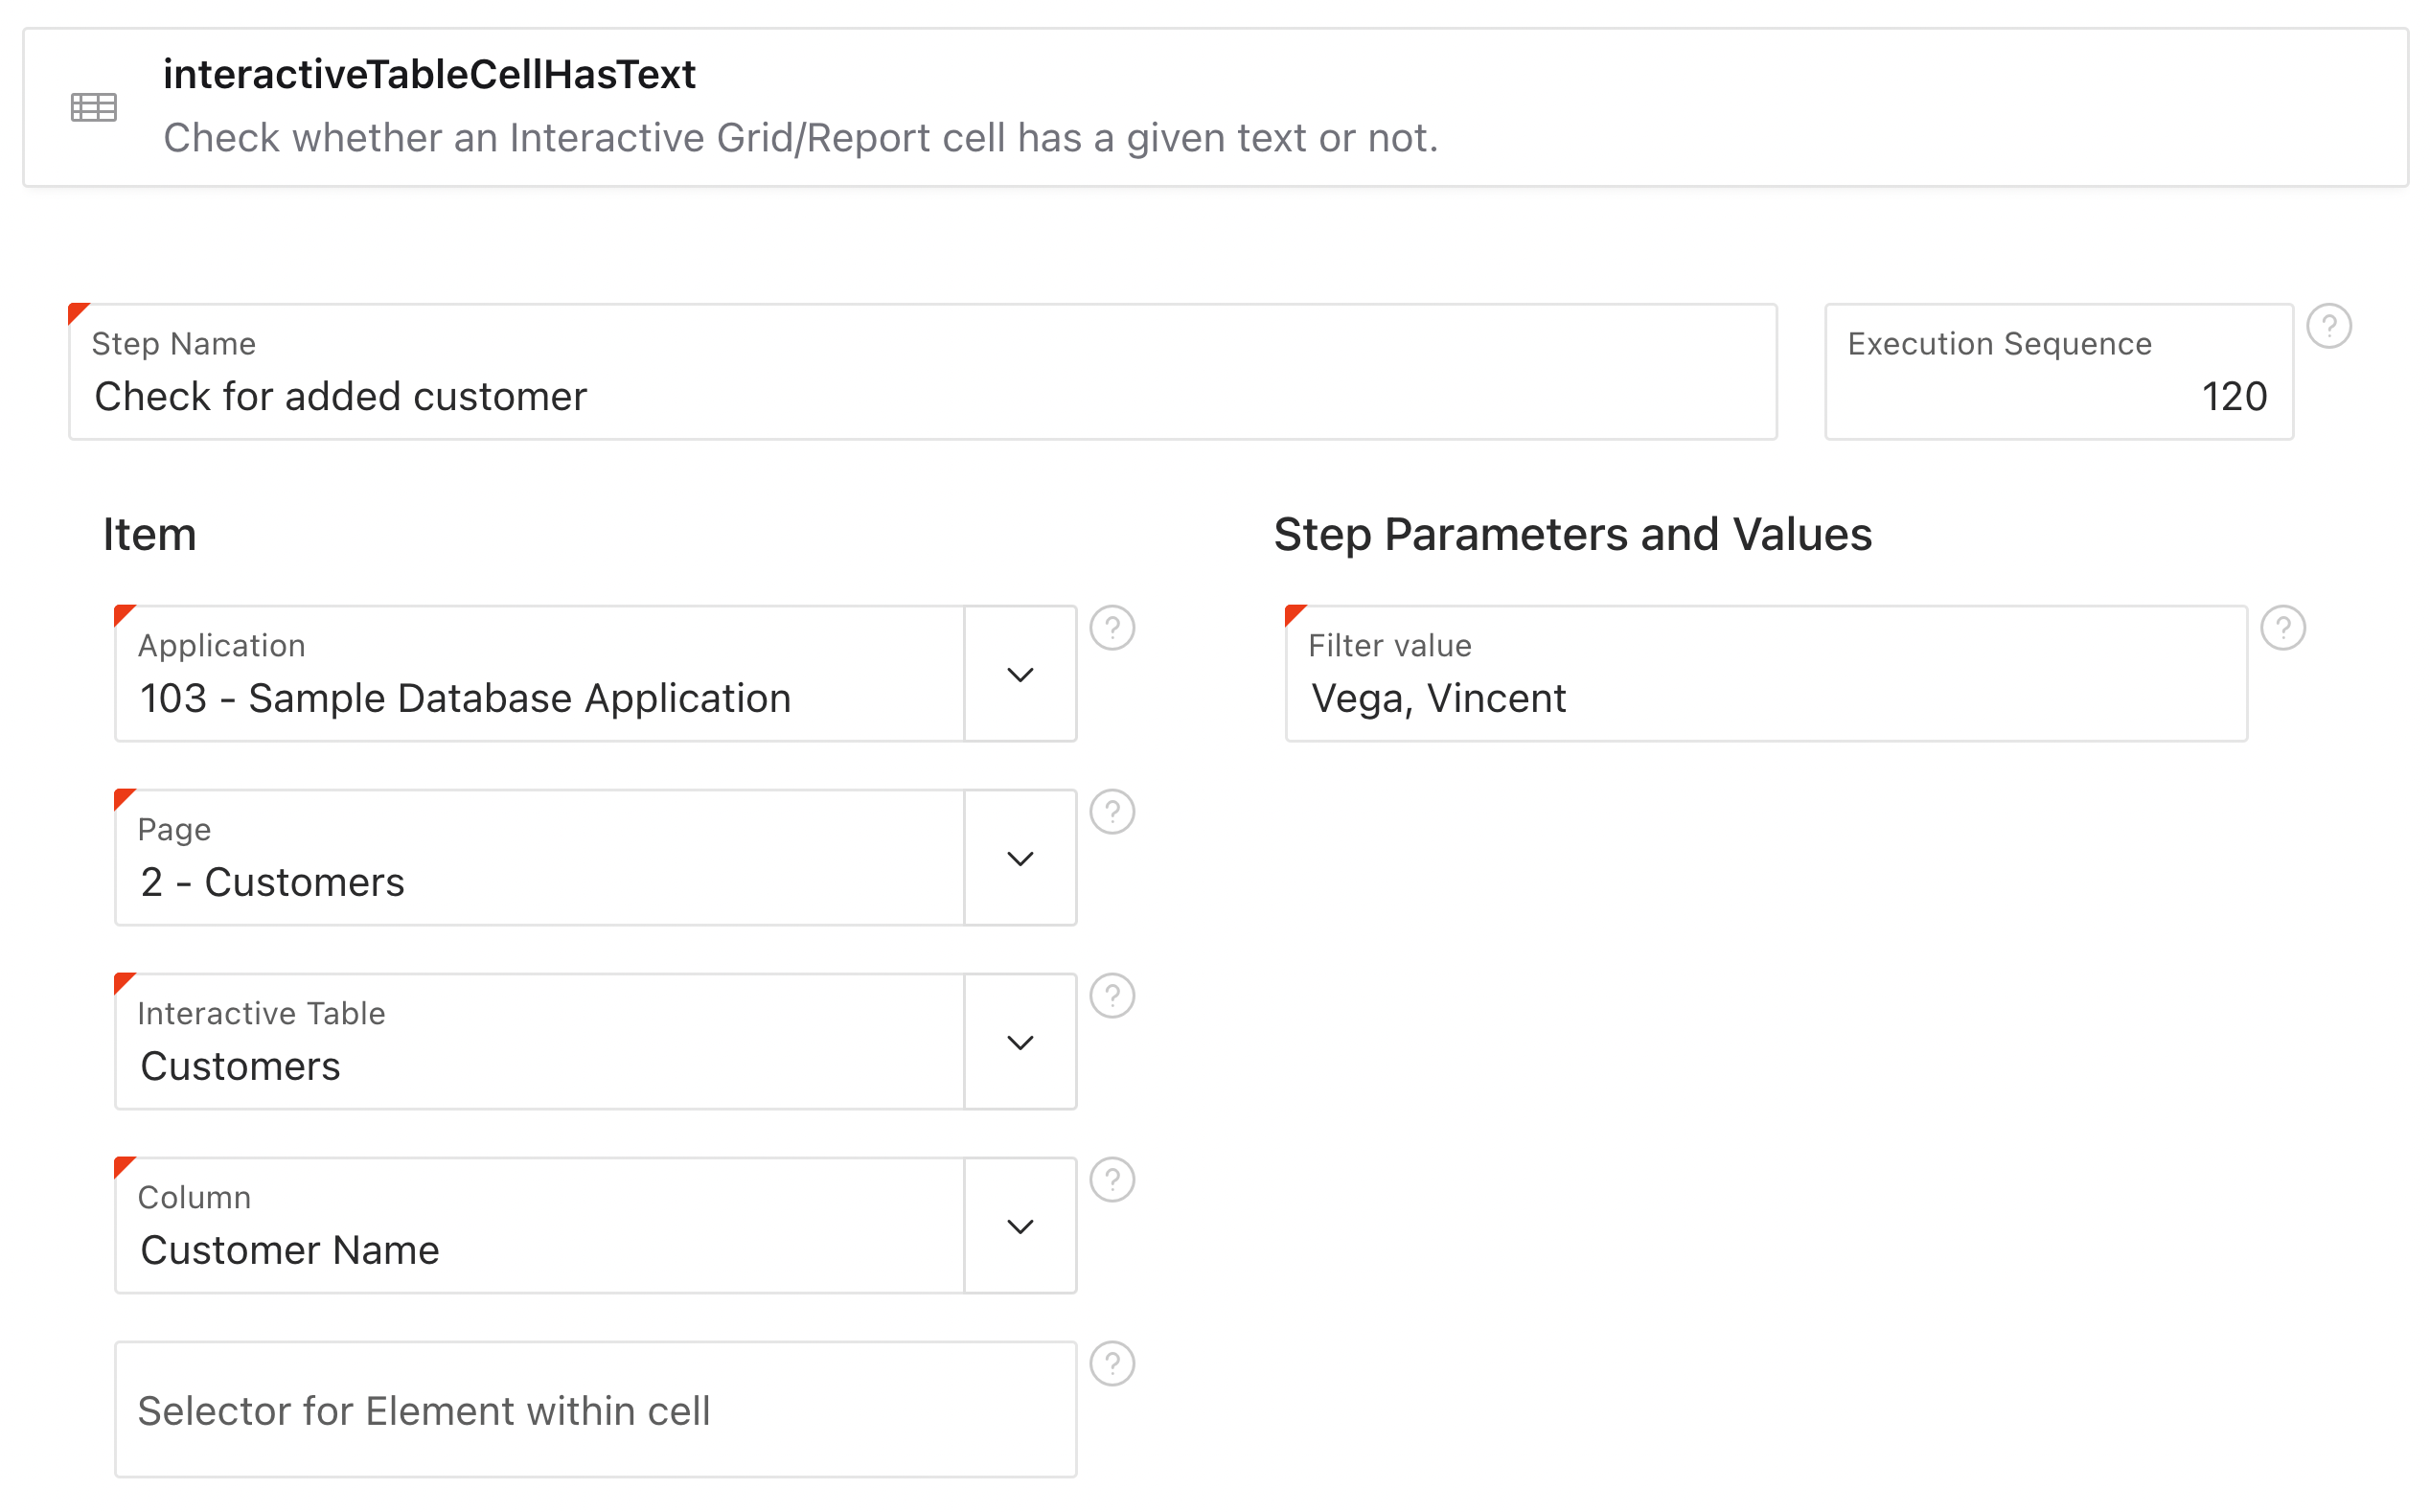 interactiveTableCellHasText
Check whether an Interactive Grid/Report cell has a given text or not.
Step Name
Check for added customer
Execution Sequence
120
?
Item
Application
103 - Sample Database Application
?
Page
2 - Customers
?
Interactive Table
Customers
?
Column
Customer Name
?
Selector for Element within cell
?
Step Parameters and Values
Filter value
Vega, Vincent
?